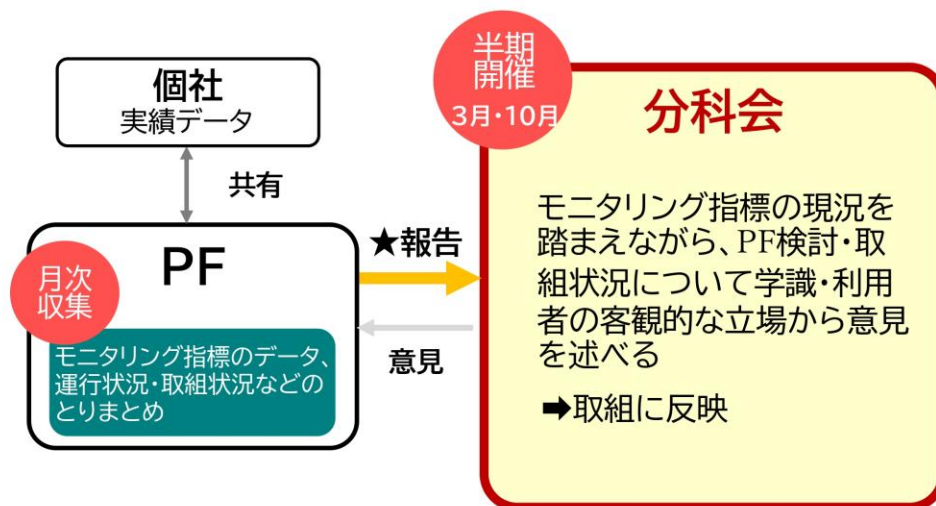 個社
実績データ
共有
PF
月次
収集
モニタリング指標のデータ、
運行状況・取組状況などの
とりまとめ
★報告
意見
半期
開催
3月・10月
分科会
モニタリング指標の現況を
踏まえながら、PF検討・取
組状況について学識・利用
者の客観的な立場から意見
を述べる
➡取組に反映